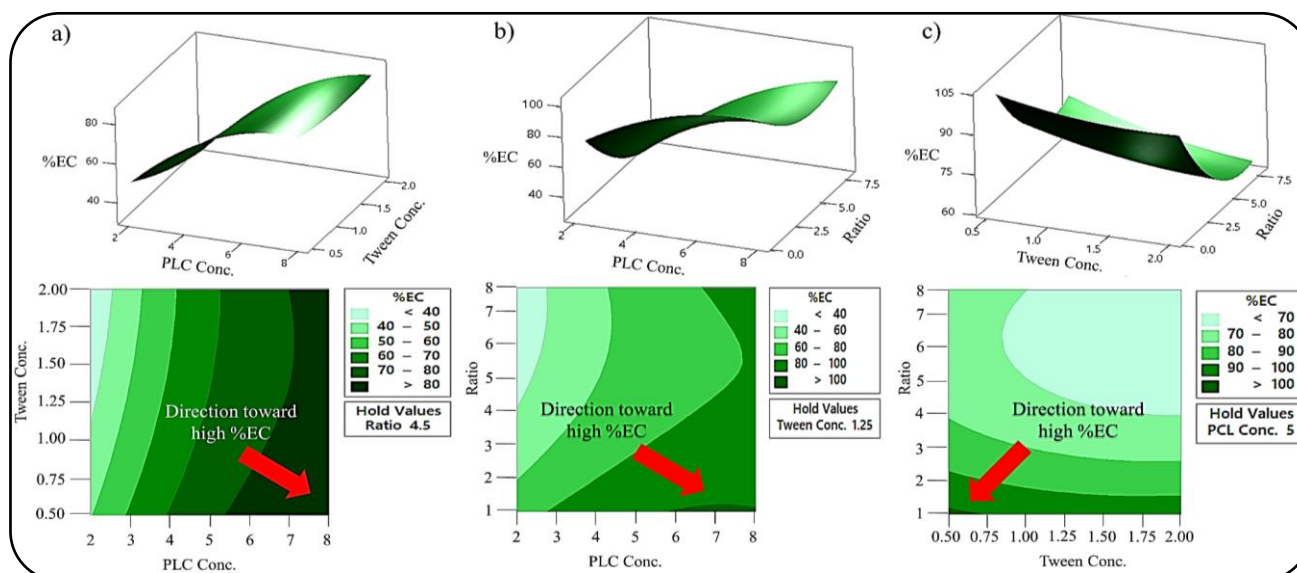 a)
b)
c)
80
60
40
%EC
2
4
6
8
PLC Conc.
0.5
1.0
1.5
2.0
Tween Conc.
100
80
60
40
%EC
2
4
6
8
PLC Conc.
0.0
2.5
5.0
7.5
Ratio
105
90
75
60
%EC
0.5
1.0
1.5
2.0
Tween Conc.
0.0
2.5
5.0
7.5
Ratio
2.00
1.75
1.50
1.25
1.00
0.75
0.50
Tween Conc.
Direction toward
high %EC
2 3 4 5 6 7 8
PLC Conc.
%EC
< 40
40 – 50
50 – 60
60 – 70
70 – 80
> 80
Hold Values
Ratio 4.5
8
7
6
5
4
3
2
1
Ratio
Direction toward
high %EC
2 3 4 5 6 7 8
PLC Conc.
%EC
< 40
40 – 60
60 – 80
80 – 100
> 100
Hold Values
Tween Conc. 1.25
8
7
6
5
4
3
2
1
Ratio
Direction toward
high %EC
0.50 0.75 1.00 1.25 1.50 1.75 2.00
Tween Conc.
%EC
< 70
70 – 80
80 – 90
90 – 100
> 100
Hold Values
PCL Conc. 5